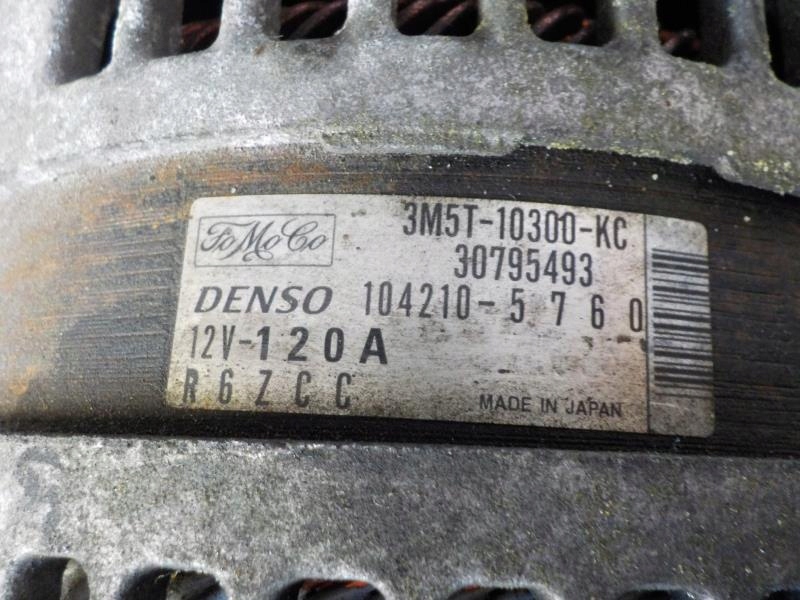 FoMoCo
3M5T-10300-KC
30795493
DENSO 104210-5760
12V-120A
R6ZCC
MADE IN JAPAN